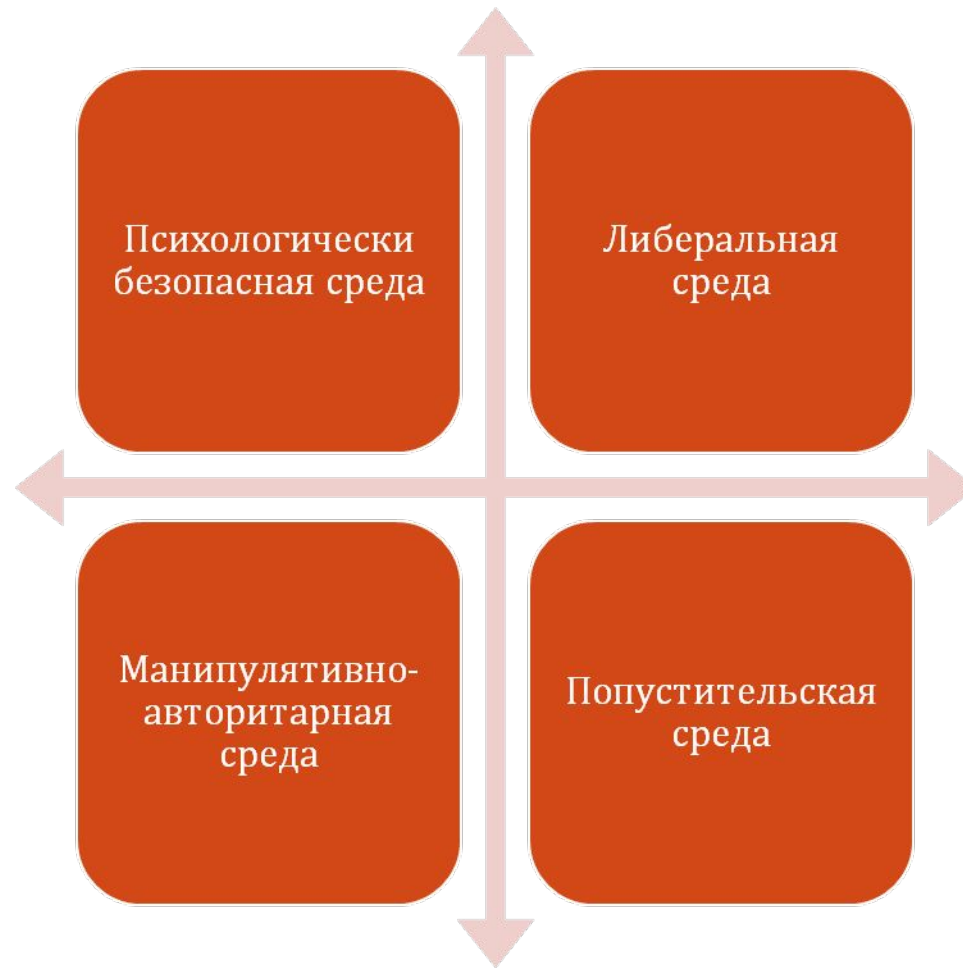 Психологически
безопасная среда
Либеральная
среда
Манипулятивно-
авторитарная
среда
Попустительская
среда